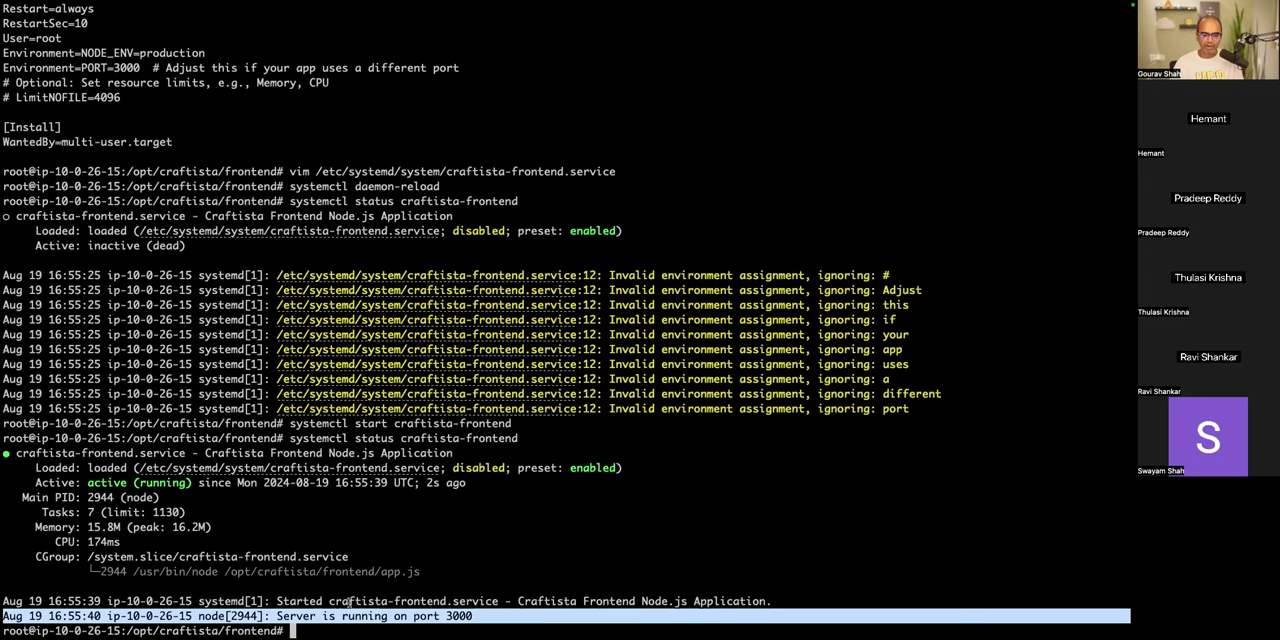 Restart=always
RestartSec=10
User=root
Environment=NODE_ENV=production
Environment=PORT=3000  # Adjust this if your app uses a different port
# Optional: Set resource limits, e.g., Memory, CPU
# LimitNOFILE=4096
[Install]
WantedBy=multi-user.target
root@ip-10-0-26-15:/opt/craftista/frontend# vim /etc/systemd/system/craftista-frontend.service
root@ip-10-0-26-15:/opt/craftista/frontend# systemctl daemon-reload
root@ip-10-0-26-15:/opt/craftista/frontend# systemctl status craftista-frontend
○ craftista-frontend.service - Craftista Frontend Node.js Application
Loaded: loaded (/etc/systemd/system/craftista-frontend.service; disabled; preset: enabled)
Active: inactive (dead)
Aug 19 16:55:25 ip-10-0-26-15 systemd[1]: /etc/systemd/system/craftista-frontend.service:12: Invalid environment assignment, ignoring: #
Aug 19 16:55:25 ip-10-0-26-15 systemd[1]: /etc/systemd/system/craftista-frontend.service:12: Invalid environment assignment, ignoring: Adjust
Aug 19 16:55:25 ip-10-0-26-15 systemd[1]: /etc/systemd/system/craftista-frontend.service:12: Invalid environment assignment, ignoring: this
Aug 19 16:55:25 ip-10-0-26-15 systemd[1]: /etc/systemd/system/craftista-frontend.service:12: Invalid environment assignment, ignoring: if
Aug 19 16:55:25 ip-10-0-26-15 systemd[1]: /etc/systemd/system/craftista-frontend.service:12: Invalid environment assignment, ignoring: your
Aug 19 16:55:25 ip-10-0-26-15 systemd[1]: /etc/systemd/system/craftista-frontend.service:12: Invalid environment assignment, ignoring: app
Aug 19 16:55:25 ip-10-0-26-15 systemd[1]: /etc/systemd/system/craftista-frontend.service:12: Invalid environment assignment, ignoring: uses
Aug 19 16:55:25 ip-10-0-26-15 systemd[1]: /etc/systemd/system/craftista-frontend.service:12: Invalid environment assignment, ignoring: a
Aug 19 16:55:25 ip-10-0-26-15 systemd[1]: /etc/systemd/system/craftista-frontend.service:12: Invalid environment assignment, ignoring: different
Aug 19 16:55:25 ip-10-0-26-15 systemd[1]: /etc/systemd/system/craftista-frontend.service:12: Invalid environment assignment, ignoring: port
root@ip-10-0-26-15:/opt/craftista/frontend# systemctl start craftista-frontend
root@ip-10-0-26-15:/opt/craftista/frontend# systemctl status craftista-frontend
● craftista-frontend.service - Craftista Frontend Node.js Application
Loaded: loaded (/etc/systemd/system/craftista-frontend.service; disabled; preset: enabled)
Active: active (running) since Mon 2024-08-19 16:55:39 UTC; 2s ago
Main PID: 2944 (node)
Tasks: 7 (limit: 1130)
Memory: 15.8M (peak: 16.2M)
CPU: 174ms
CGroup: /system.slice/craftista-frontend.service
└─2944 /usr/bin/node /opt/craftista/frontend/app.js
Aug 19 16:55:39 ip-10-0-26-15 systemd[1]: Started craftista-frontend.service - Craftista Frontend Node.js Application.
Aug 19 16:55:40 ip-10-0-26-15 node[2944]: Server is running on port 3000
root@ip-10-0-26-15:/opt/craftista/frontend#
Gourav Shah
Hemant
Hemant
Pradeep Reddy
Pradeep Reddy
Thulasi Krishna
Thulasi Krishna
Ravi Shankar
Ravi Shankar
S
Swayam Shah